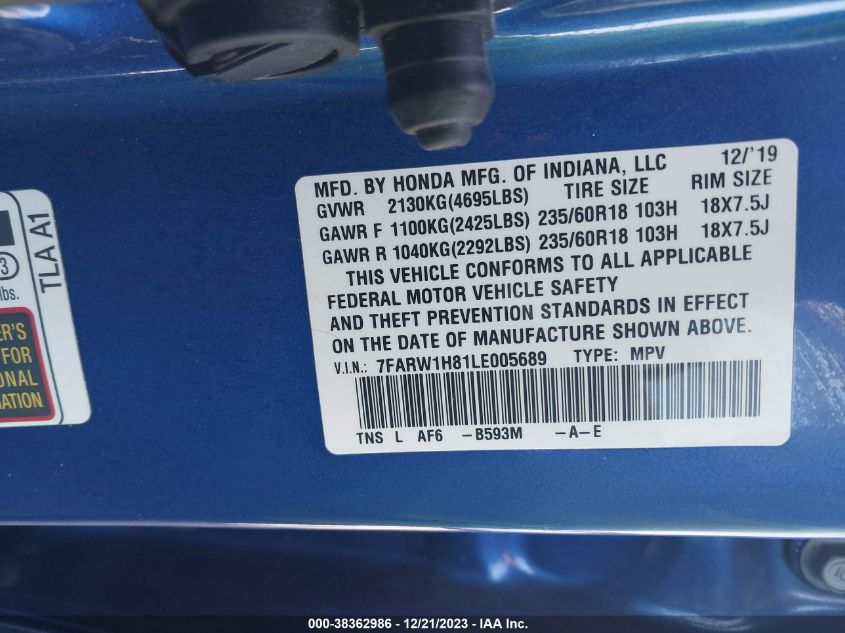 MFD. BY HONDA MFG. OF INDIANA, LLC 12/'19
GVWR 2130KG(4695LBS) TIRE SIZE RIM SIZE
GAWR F 1100KG(2425LBS) 235/60R18 103H 18X7.5J
GAWR R 1040KG(2292LBS) 235/60R18 103H 18X7.5J
THIS VEHICLE CONFORMS TO ALL APPLICABLE
FEDERAL MOTOR VEHICLE SAFETY
AND THEFT PREVENTION STANDARDS IN EFFECT
ON THE DATE OF MANUFACTURE SHOWN ABOVE.
V.I.N.: 7FARW1H81LE005689 TYPE: MPV
TNS L AF6 -B593M -A-E
TLA A1
3
lbs.
FOR
000-38362986 - 12/21/2023 - IAA Inc.